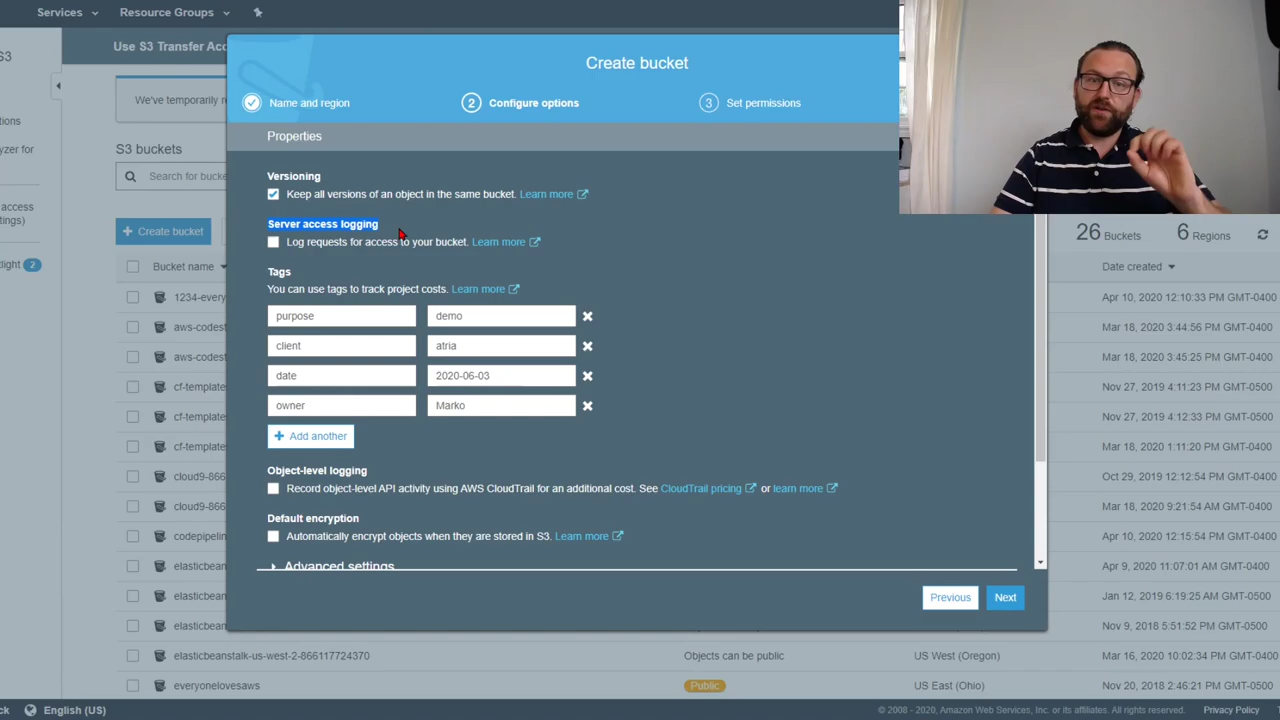 Services
Resource Groups
S3
Use S3 Transfer Acc
Create bucket
Name and region
2 Configure options
3 Set permissions
We've temporarily r
Properties
tions
yzer for
access
tings)
tlight 2
S3 buckets
Search for bucke
Versioning
Keep all versions of an object in the same bucket. Learn more
Server access logging
Log requests for access to your bucket. Learn more
Create bucket
26 Buckets
6 Regions
Tags
You can use tags to track project costs. Learn more
purpose demo
client atria
date 2020-06-03
owner Marko
Add another
Object-level logging
Record object-level API activity using AWS CloudTrail for an additional cost. See CloudTrail pricing or learn more
Default encryption
Automatically encrypt objects when they are stored in S3. Learn more
Advanced settings
Previous
Next
Bucket name
Date created
1234-every Apr 10, 2020 12:10:33 PM GMT-0400
aws-codest Mar 18, 2020 3:44:56 PM GMT-0400
aws-codest Mar 18, 2020 3:45:25 PM GMT-0400
cf-template Nov 27, 2019 4:11:23 PM GMT-0500
cf-template Nov 27, 2019 4:12:33 PM GMT-0500
cf-template Mar 18, 2020 1:11:20 PM GMT-0400
cloud9-866 Oct 29, 2019 12:12:54 PM GMT-0400
cloud9-866 Mar 18, 2020 9:21:54 AM GMT-0400
codepipelin Apr 10, 2020 12:15:54 PM GMT-0400
elasticbean Apr 9, 2020 11:07:01 AM GMT-0400
elasticbean Jan 12, 2019 6:19:25 AM GMT-0500
elasticbean Nov 9, 2018 5:51:52 PM GMT-0500
elasticbeanstalk-us-west-2-866117724370 Objects can be public US West (Oregon) Mar 16, 2020 10:02:34 PM GMT-0400
everyonelovesaws Public US East (Ohio) Nov 20, 2018 2:46:21 PM GMT-0500
ck
English (US)
© 2008 - 2020, Amazon Web Services, Inc. or its affiliates. All rights reserved.
Privacy Policy